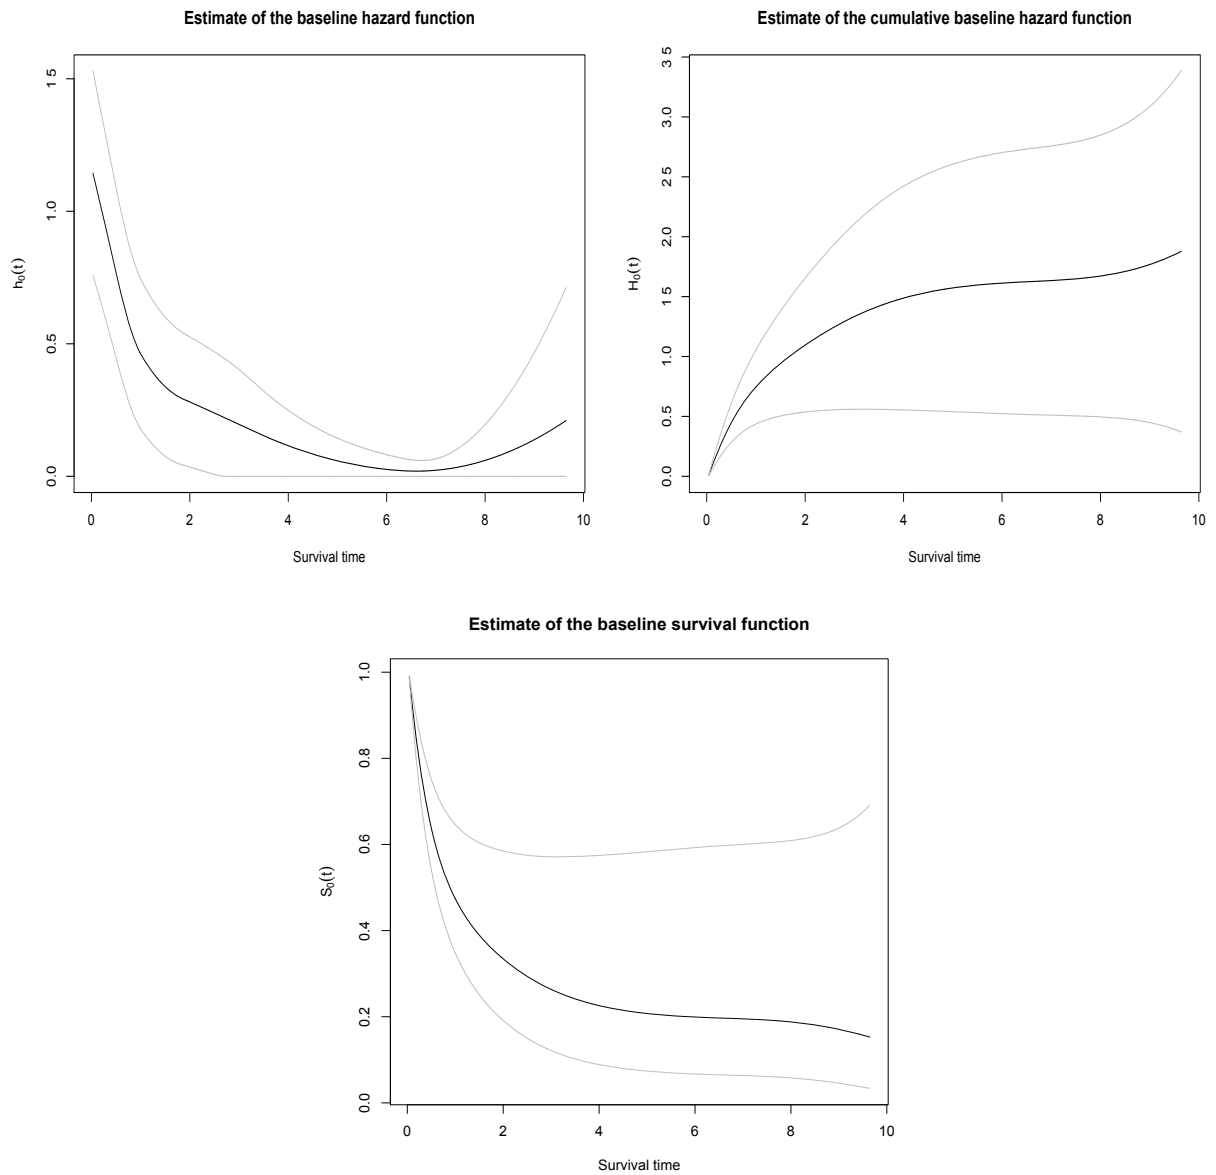 Estimate of the baseline hazard function
1.5
1.0
0.5
0.0
h₀(t)
0 2 4 6 8 10
Survival time
Estimate of the cumulative baseline hazard function
3.5
3.0
2.5
2.0
1.5
1.0
0.5
0.0
H₀(t)
0 2 4 6 8 10
Survival time
Estimate of the baseline survival function
1.0
0.8
0.6
0.4
0.2
0.0
S₀(t)
0 2 4 6 8 10
Survival time